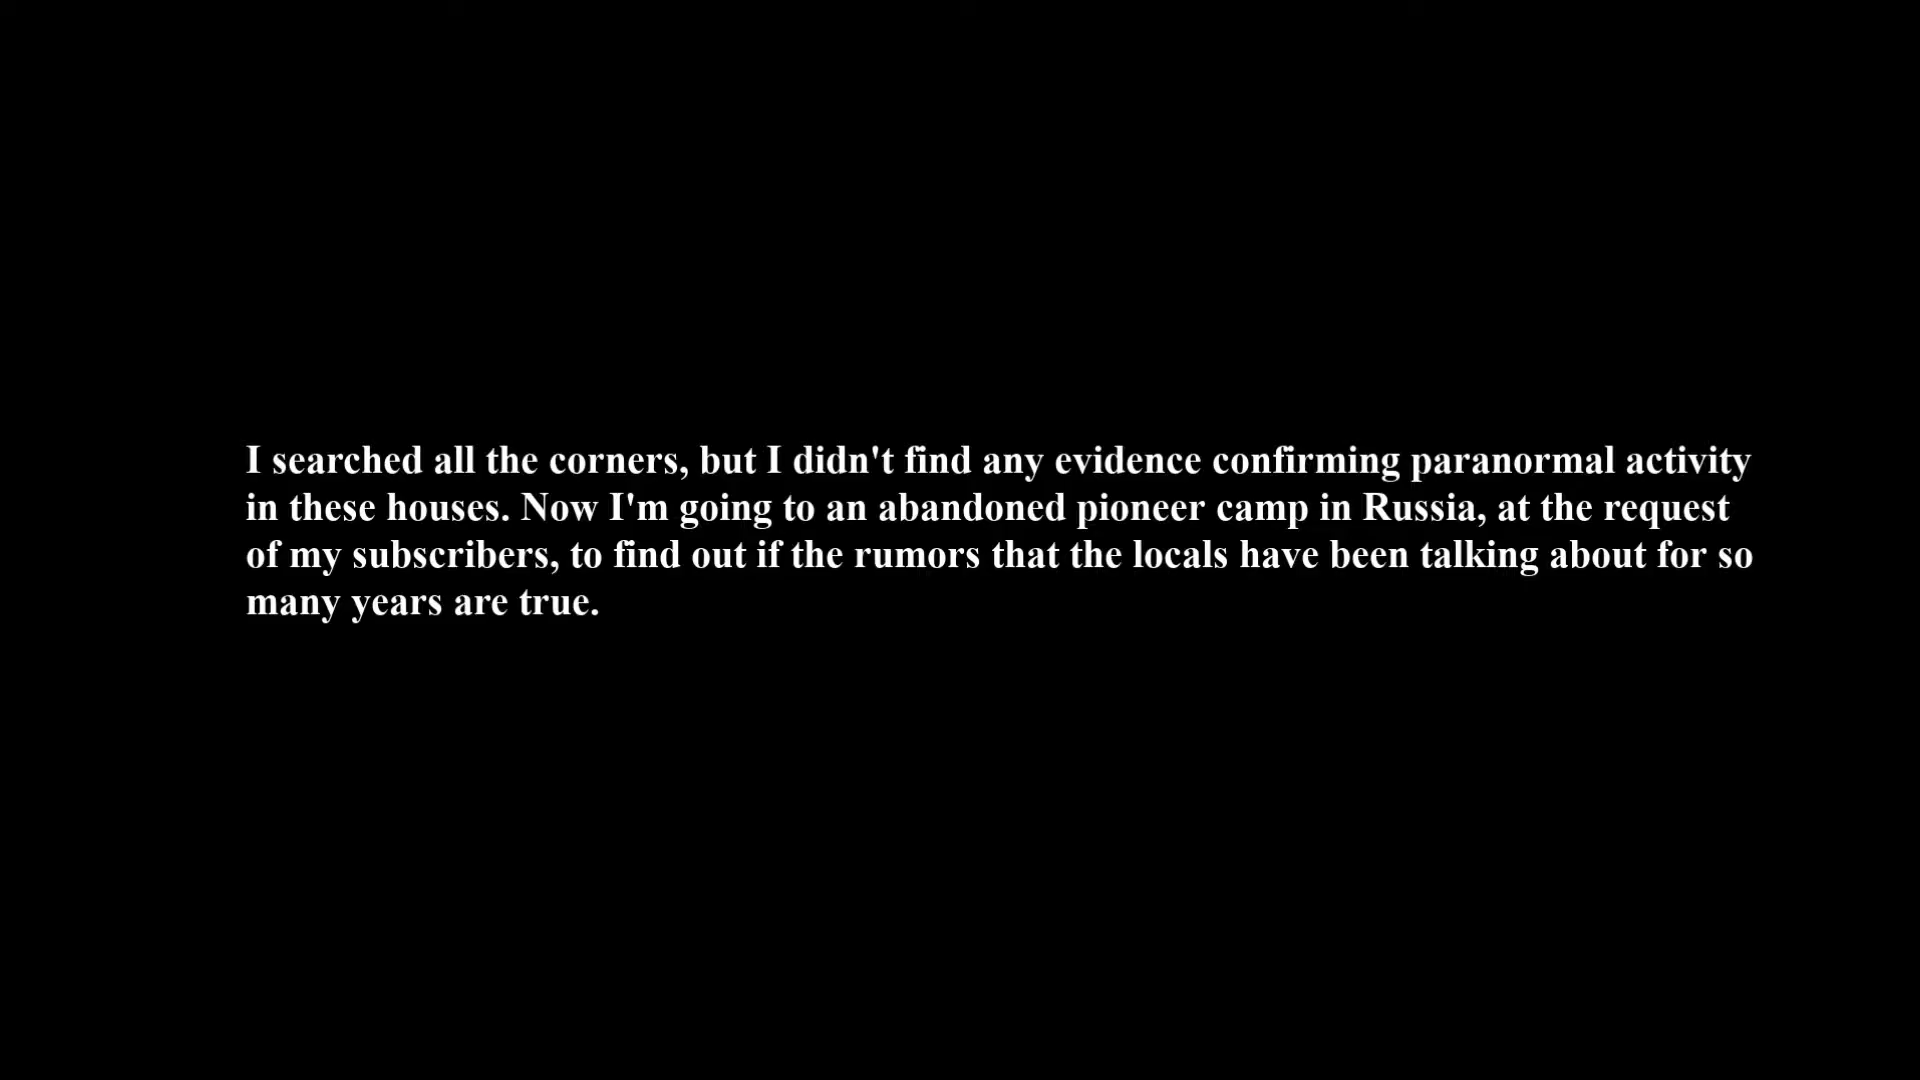 I searched all the corners, but I didn't find any evidence confirming paranormal activity
in these houses. Now I'm going to an abandoned pioneer camp in Russia, at the request
of my subscribers, to find out if the rumors that the locals have been talking about for so
many years are true.